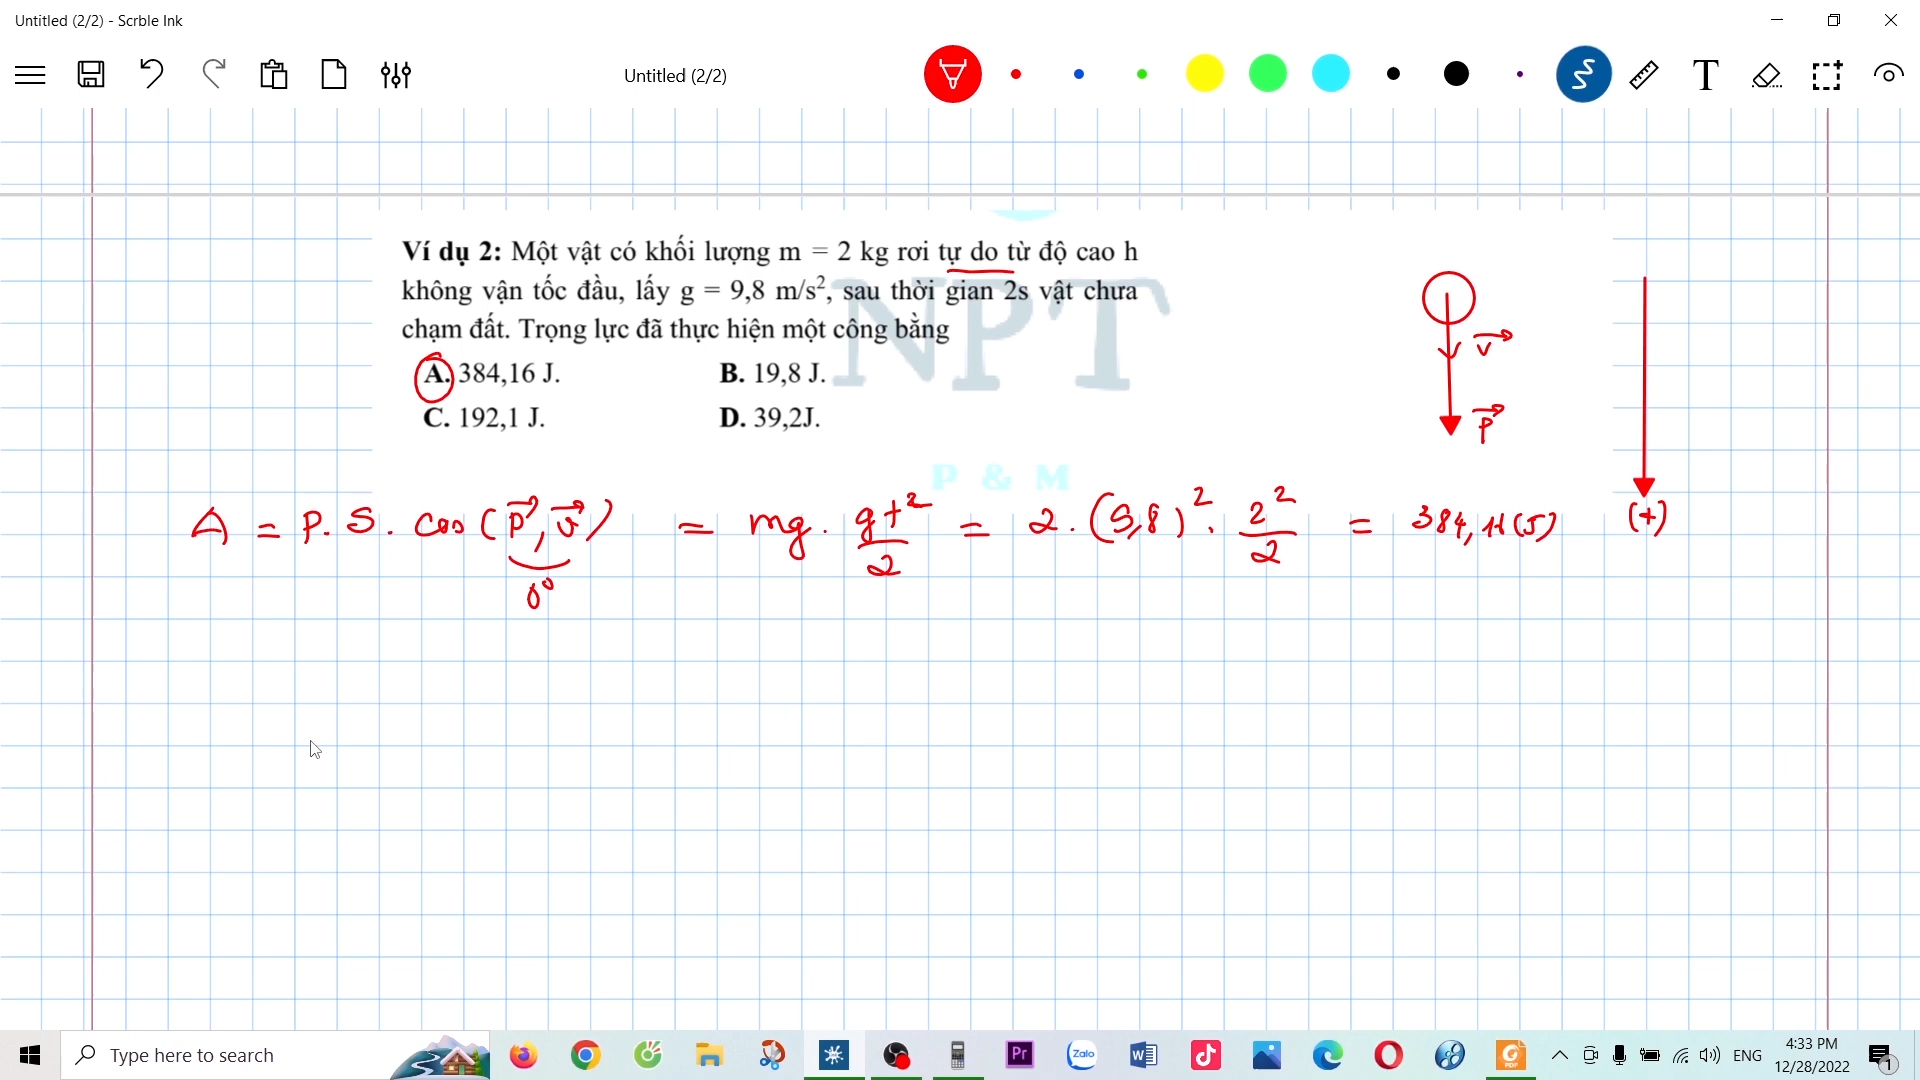 Untitled (2/2) - Scrble Ink
Untitled (2/2)
T
Ví dụ 2: Một vật có khối lượng m = 2 kg rơi tự do từ độ cao h
không vận tốc đầu, lấy g = 9,8 m/s², sau thời gian 2s vật chưa
chạm đất. Trọng lực đã thực hiện một công bằng
A. 384,16 J. B. 19,8 J.
C. 192,1 J. D. 39,2J.
NPT
P & M
v⃗
P⃗
(+)
A = P. S. cos(P⃗, v⃗) = mg. gt²/2 = 2. (9,8)². 2²/2 = 384,16(J)
0°
Type here to search
Pr
Zalo
ENG
4:33 PM
12/28/2022
1